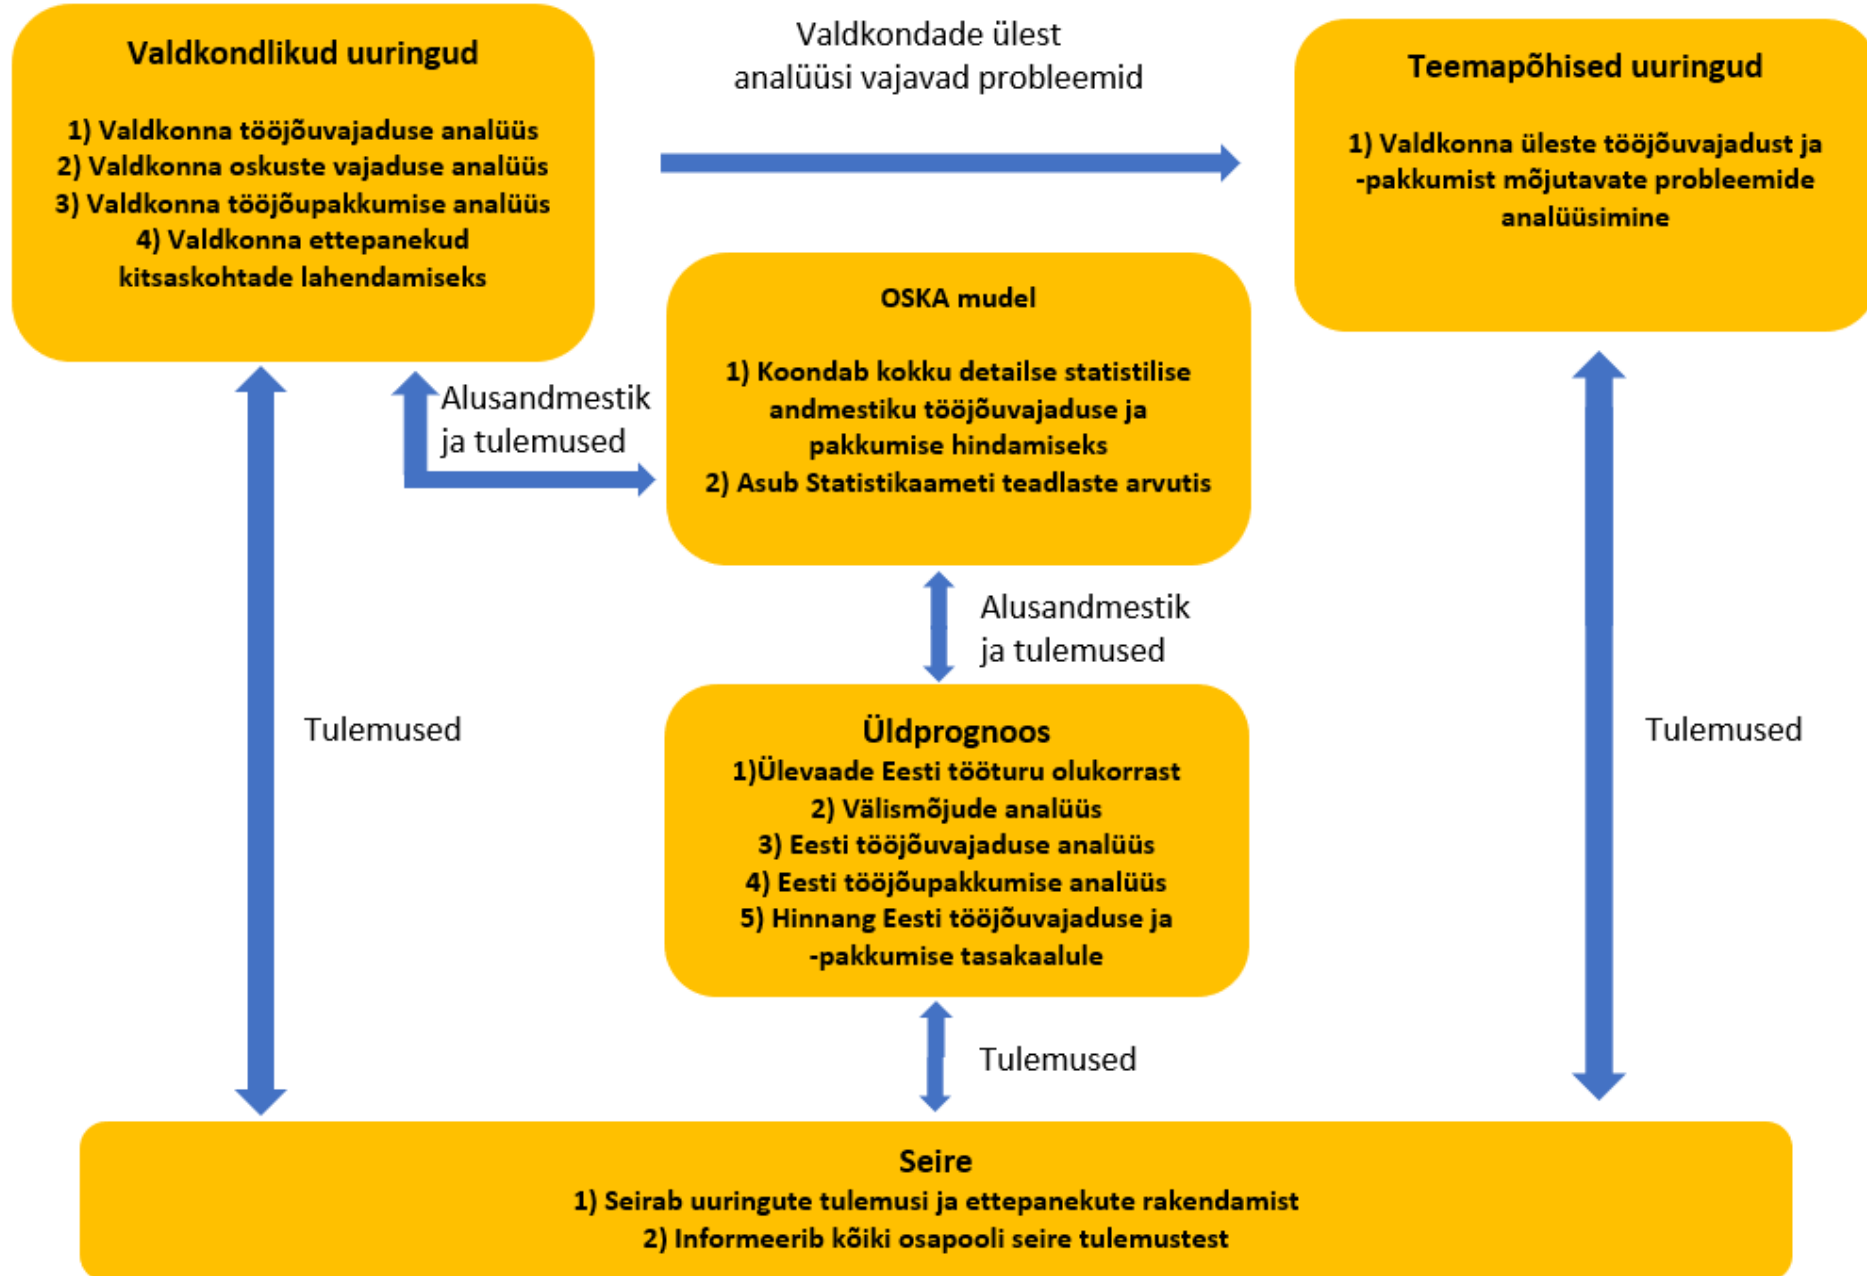 Valdkondlikud uuringud
1) Valdkonna tööjõuvajaduse analüüs
2) Valdkonna oskuste vajaduse analüüs
3) Valdkonna tööjõupakkumise analüüs
4) Valdkonna ettepanekud
kitsaskohtade lahendamiseks
Valdkondade ülest
analüüsi vajavad probleemid
Teemapõhised uuringud
1) Valdkonna üleste tööjõuvajadust ja
-pakkumist mõjutavate probleemide
analüüsimine
OSKA mudel
1) Koondab kokku detailse statistilise
andmestiku tööjõuvajaduse ja
pakkumise hindamiseks
2) Asub Statistikaameti teadlaste arvutis
Alusandmestik
ja tulemused
Alusandmestik
ja tulemused
Üldprognoos
1)Ülevaade Eesti tööturu olukorrast
2) Välismõjude analüüs
3) Eesti tööjõuvajaduse analüüs
4) Eesti tööjõupakkumise analüüs
5) Hinnang Eesti tööjõuvajaduse ja
-pakkumise tasakaalule
Tulemused
Tulemused
Tulemused
Seire
1) Seirab uuringute tulemusi ja ettepanekute rakendamist
2) Informeerib kõiki osapooli seire tulemustest